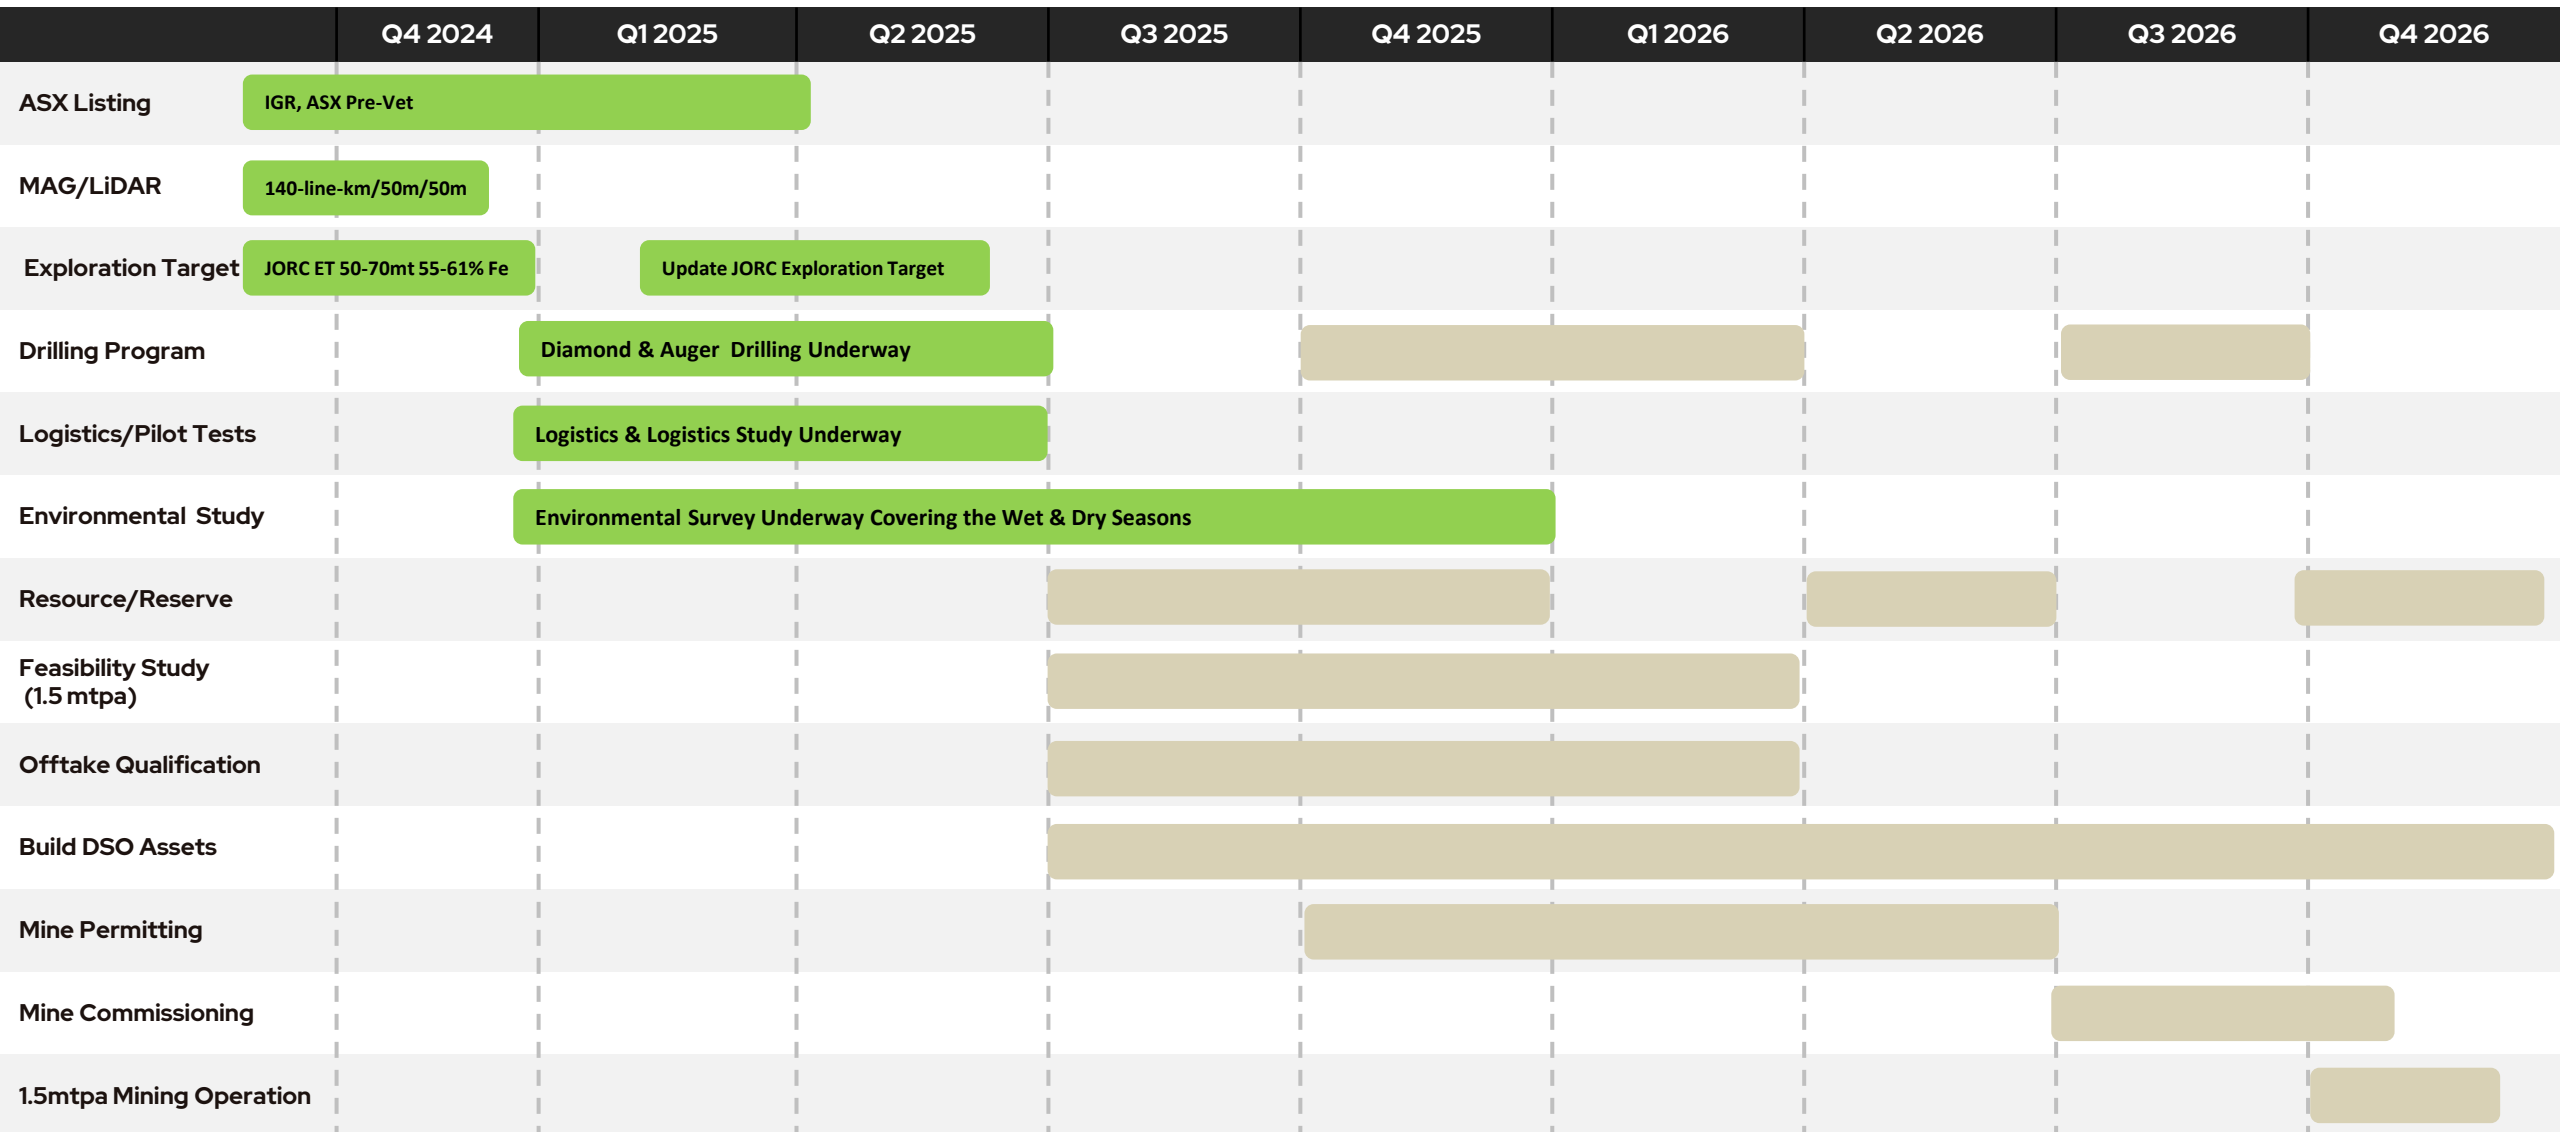 Q4 2024 Q1 2025 Q2 2025 Q3 2025 Q4 2025 Q1 2026 Q2 2026 Q3 2026 Q4 2026
ASX Listing IGR, ASX Pre-Vet
MAG/LiDAR 140-line-km/50m/50m
Exploration Target JORC ET 50-70mt 55-61% Fe Update JORC Exploration Target
Drilling Program Diamond & Auger Drilling Underway
Logistics/Pilot Tests Logistics & Logistics Study Underway
Environmental Study Environmental Survey Underway Covering the Wet & Dry Seasons
Resource/Reserve
Feasibility Study
(1.5 mtpa)
Offtake Qualification
Build DSO Assets
Mine Permitting
Mine Commissioning
1.5mtpa Mining Operation